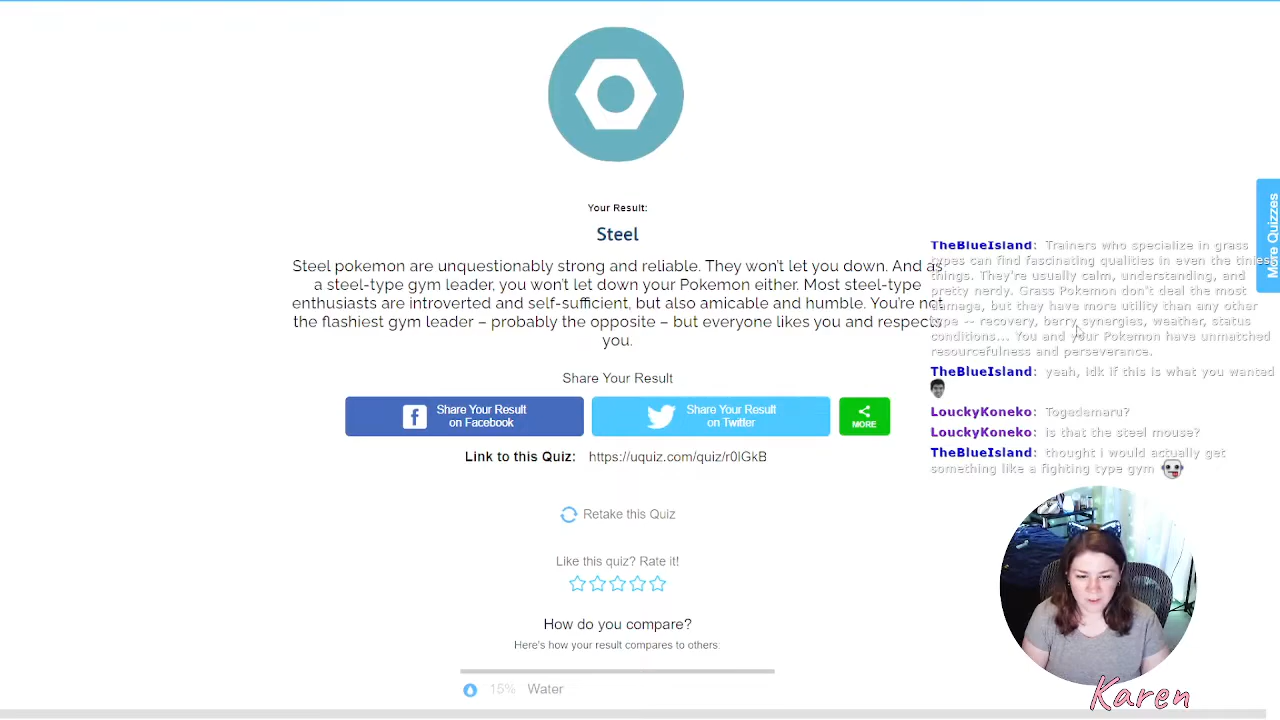 Your Result:
Steel
Steel pokemon are unquestionably strong and reliable. They won't let you down. And as
a steel-type gym leader, you won't let down your Pokemon either. Most steel-type
enthusiasts are introverted and self-sufficient, but also amicable and humble. You're not
the flashiest gym leader – probably the opposite – but everyone likes you and respects
you.
Share Your Result
Share Your Result
on Facebook
Share Your Result
on Twitter
MORE
Link to this Quiz: https://uquiz.com/quiz/r0IGkB
Retake this Quiz
Like this quiz? Rate it!
How do you compare?
Here's how your result compares to others:
15% Water
More Quizzes
TheBlueIsland: Trainers who specialize in grass
types can find fascinating qualities in even the tinies
things. They're usually calm, understanding, and
pretty nerdy. Grass Pokemon don't deal the most
damage, but they have more utility than any other
type -- recovery, berry synergies, weather, status
conditions... You and your Pokemon have unmatched
resourcefulness and perseverance.
TheBlueIsland: yeah, idk if this is what you wanted
LouckyKoneko: Togedemaru?
LouckyKoneko: is that the steel mouse?
TheBlueIsland: thought i would actually get
something like a fighting type gym
Karen